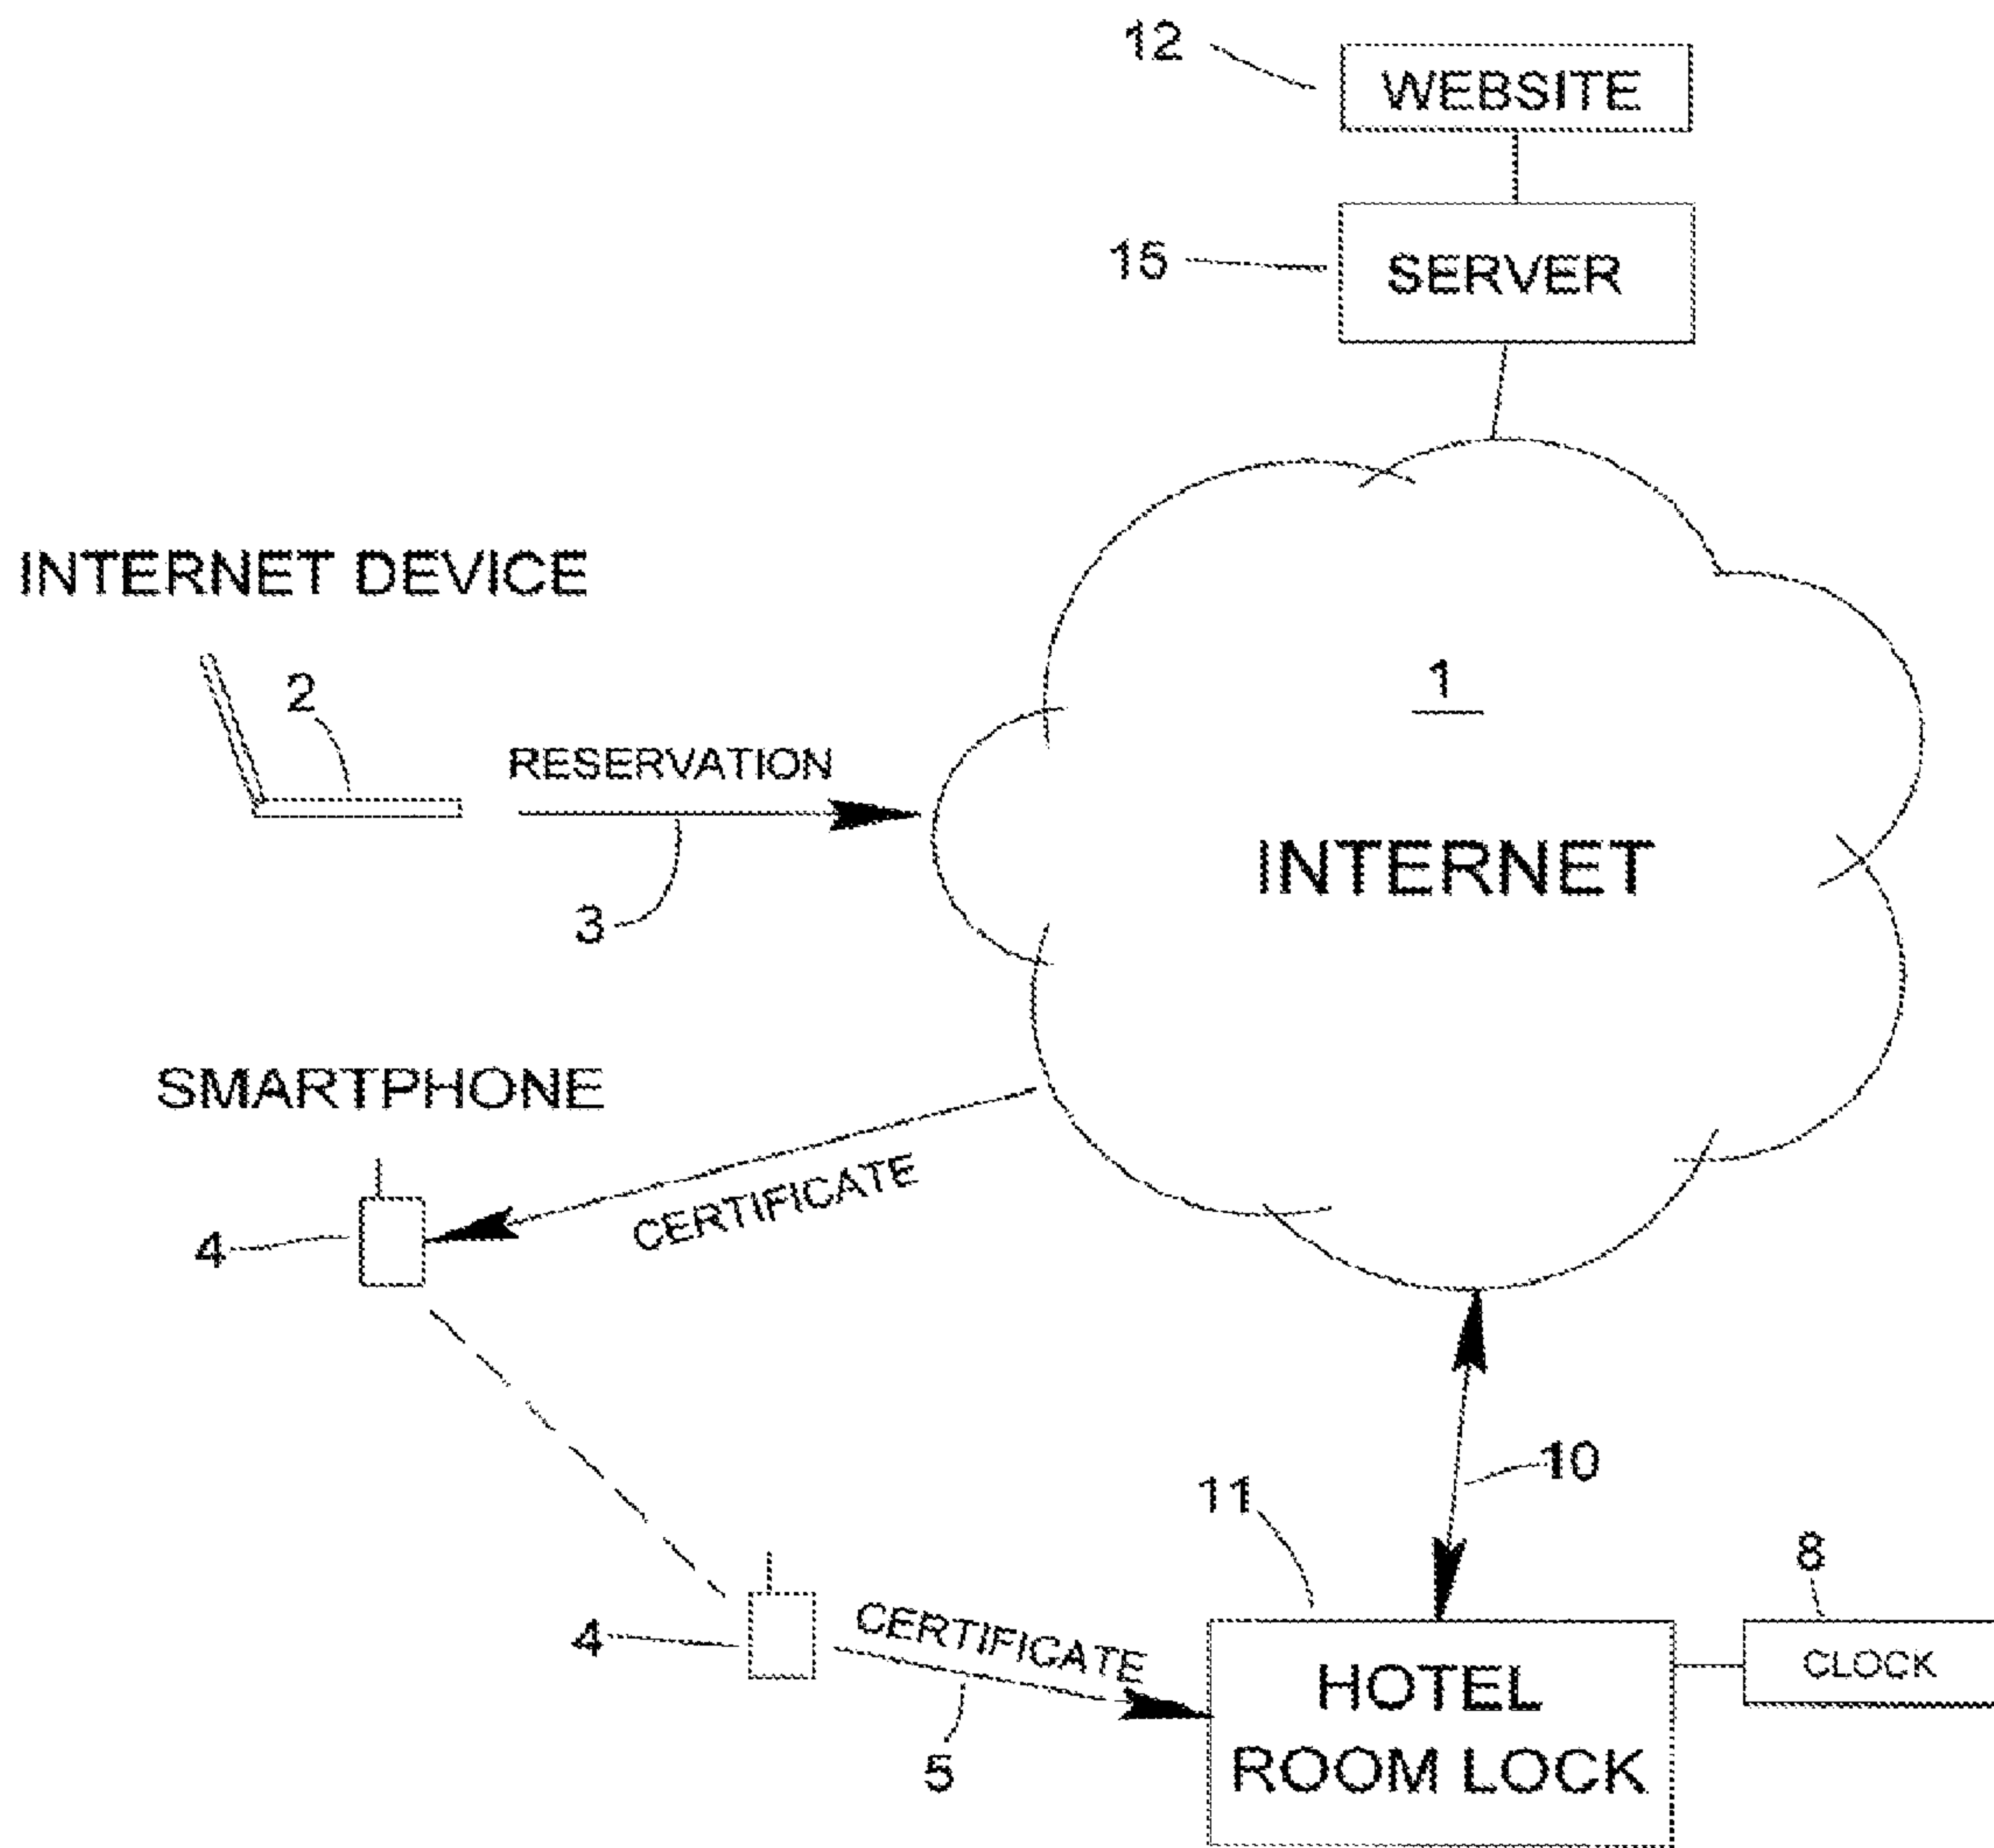 12
WEBSITE
15
SERVER
INTERNET DEVICE
2
RESERVATION
3
1
INTERNET
SMARTPHONE
4
CERTIFICATE
10
11
8
4
CERTIFICATE
5
HOTEL
ROOM LOCK
CLOCK